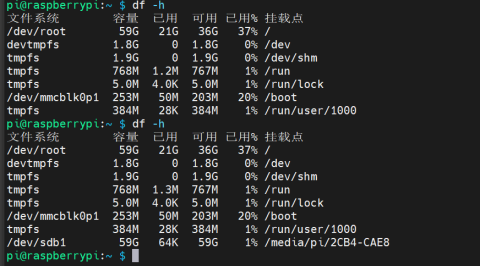 pi@raspberrypi:~ $ df -h
文件系统 容量 已用 可用 已用% 挂载点
/dev/root 59G 21G 36G 37% /
devtmpfs 1.8G 0 1.8G 0% /dev
tmpfs 1.9G 0 1.9G 0% /dev/shm
tmpfs 768M 1.2M 767M 1% /run
tmpfs 5.0M 4.0K 5.0M 1% /run/lock
/dev/mmcblk0p1 253M 50M 203M 20% /boot
tmpfs 384M 28K 384M 1% /run/user/1000
pi@raspberrypi:~ $ df -h
文件系统 容量 已用 可用 已用% 挂载点
/dev/root 59G 21G 36G 37% /
devtmpfs 1.8G 0 1.8G 0% /dev
tmpfs 1.9G 0 1.9G 0% /dev/shm
tmpfs 768M 1.3M 767M 1% /run
tmpfs 5.0M 4.0K 5.0M 1% /run/lock
/dev/mmcblk0p1 253M 50M 203M 20% /boot
tmpfs 384M 28K 384M 1% /run/user/1000
/dev/sdb1 59G 64K 59G 1% /media/pi/2CB4-CAE8
pi@raspberrypi:~ $